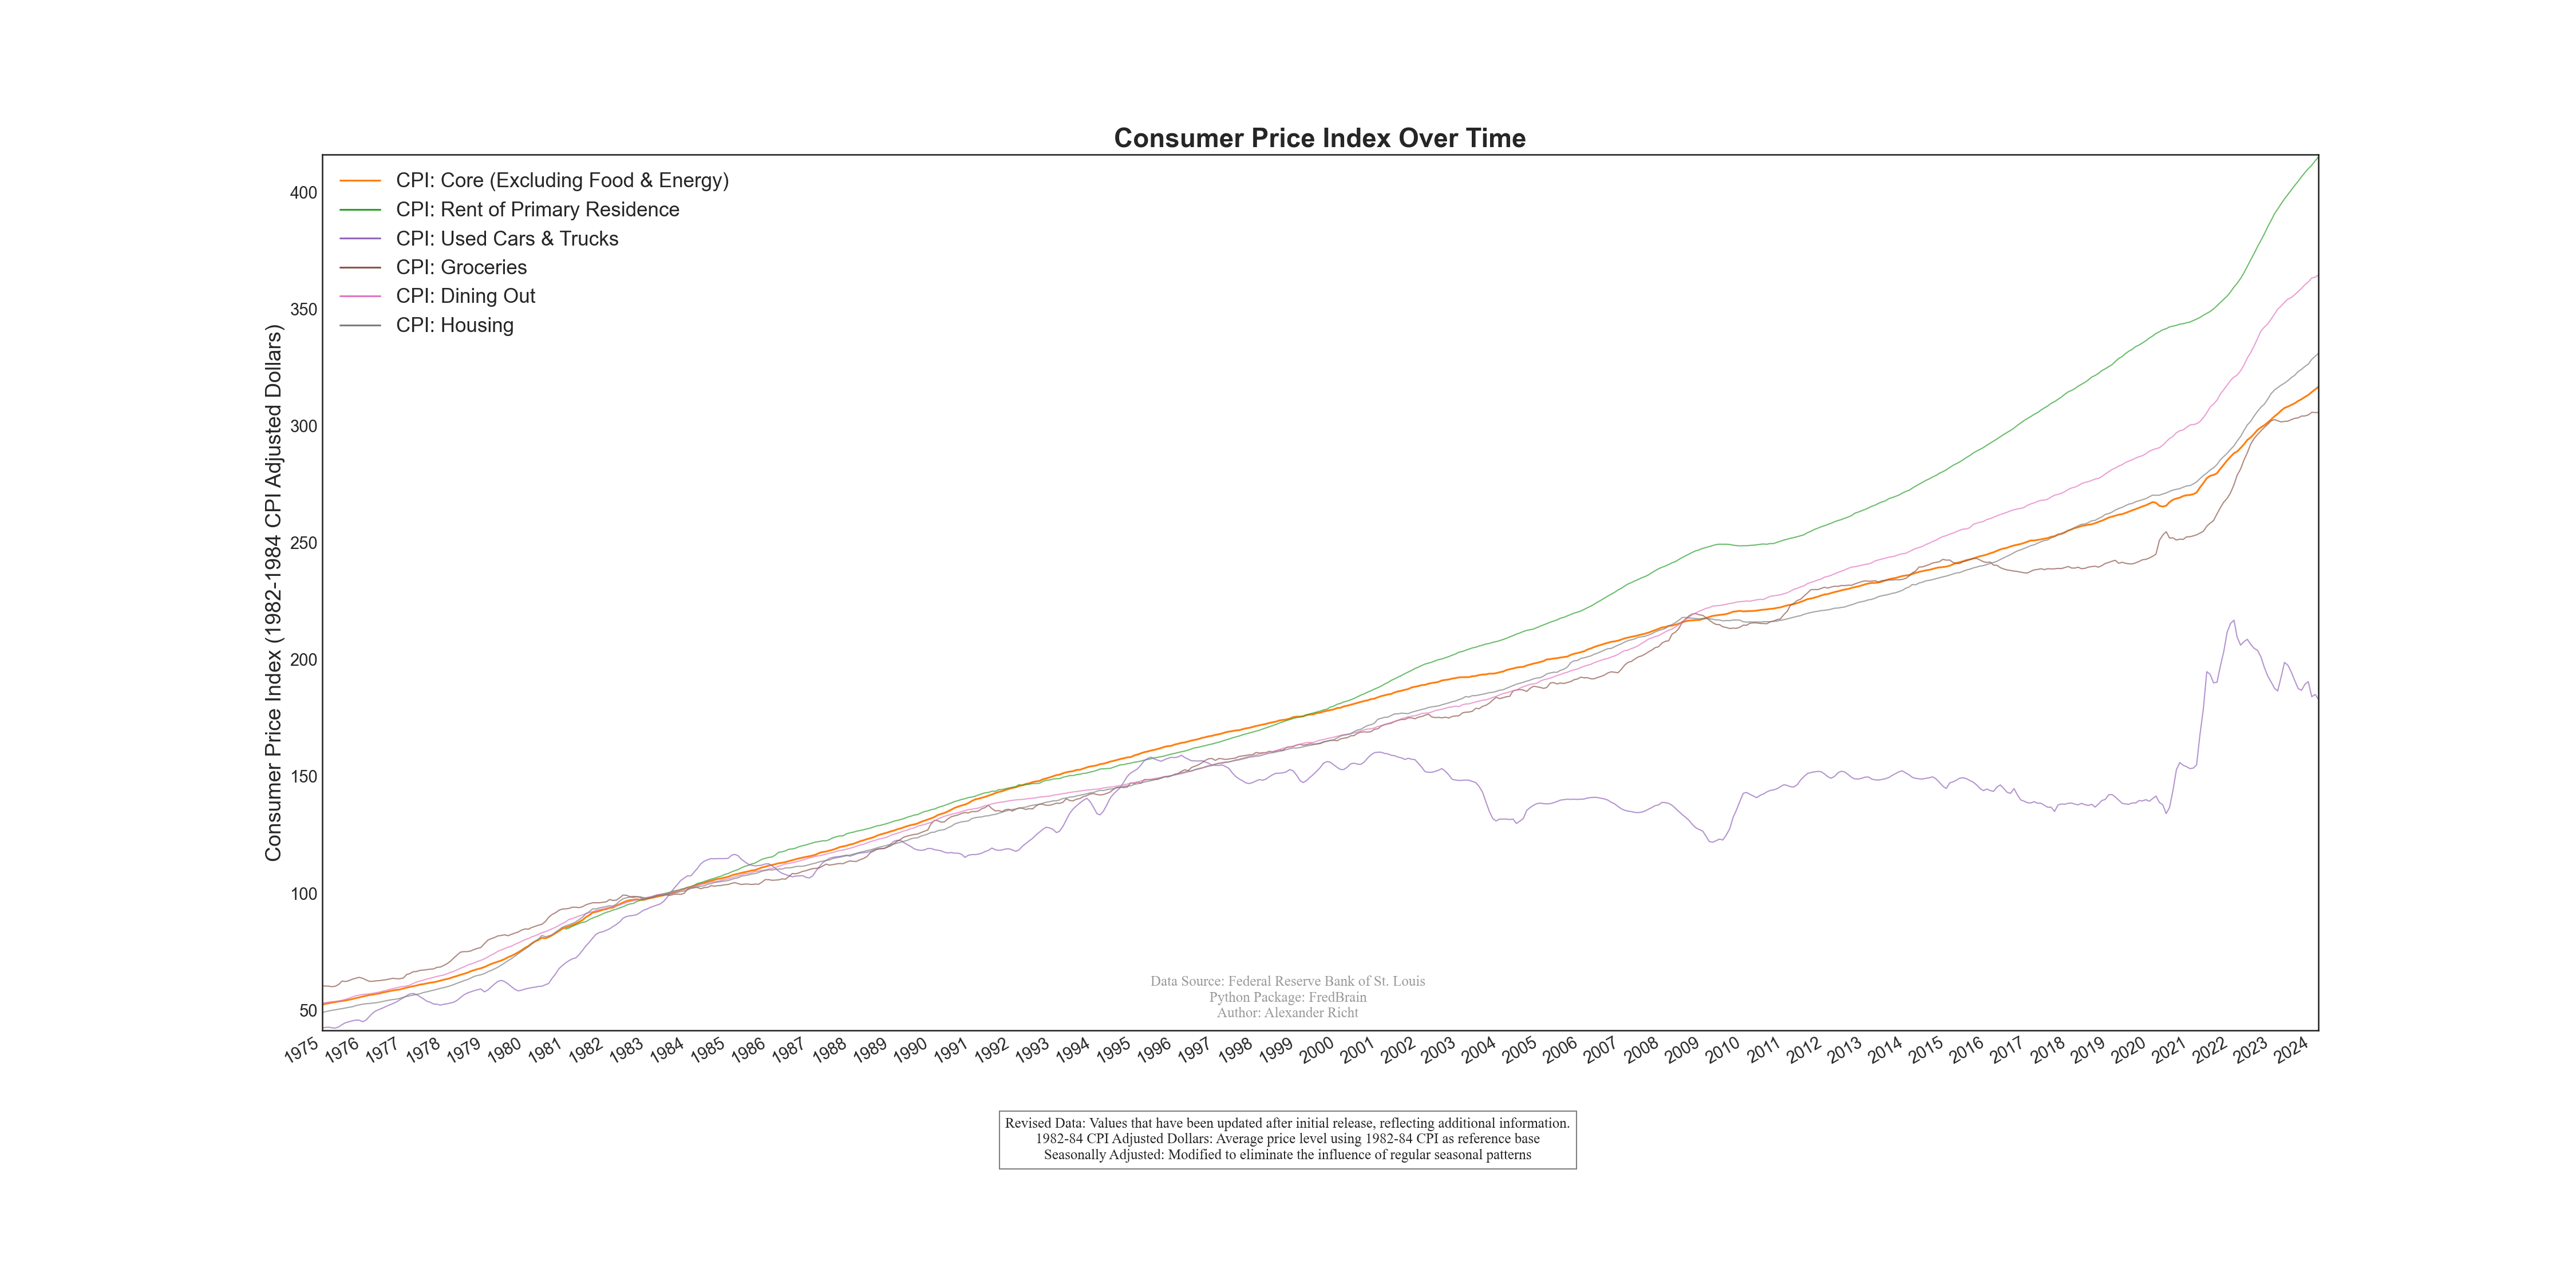 Consumer Price Index Over Time
CPI: Core (Excluding Food & Energy)
CPI: Rent of Primary Residence
CPI: Used Cars & Trucks
CPI: Groceries
CPI: Dining Out
CPI: Housing
Consumer Price Index (1982-1984 CPI Adjusted Dollars)
400
350
300
250
200
150
100
50
Data Source: Federal Reserve Bank of St. Louis
Python Package: FredBrain
Author: Alexander Richt
1975 1976 1977 1978 1979 1980 1981 1982 1983 1984 1985 1986 1987 1988 1989 1990 1991 1992 1993 1994 1995 1996 1997 1998 1999 2000 2001 2002 2003 2004 2005 2006 2007 2008 2009 2010 2011 2012 2013 2014 2015 2016 2017 2018 2019 2020 2021 2022 2023 2024
Revised Data: Values that have been updated after initial release, reflecting additional information.
1982-84 CPI Adjusted Dollars: Average price level using 1982-84 CPI as reference base
Seasonally Adjusted: Modified to eliminate the influence of regular seasonal patterns